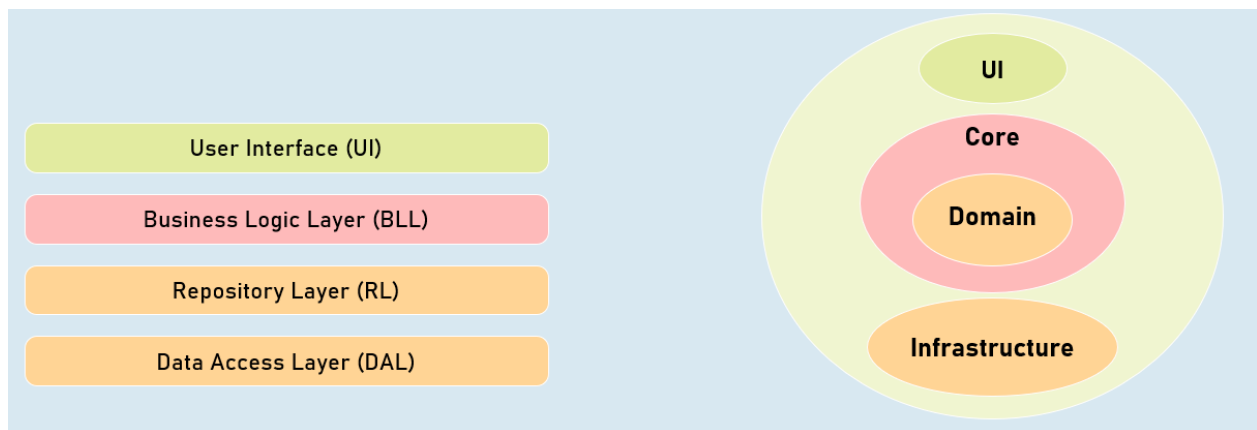 User Interface (UI)
Business Logic Layer (BLL)
Repository Layer (RL)
Data Access Layer (DAL)
UI
Core
Domain
Infrastructure